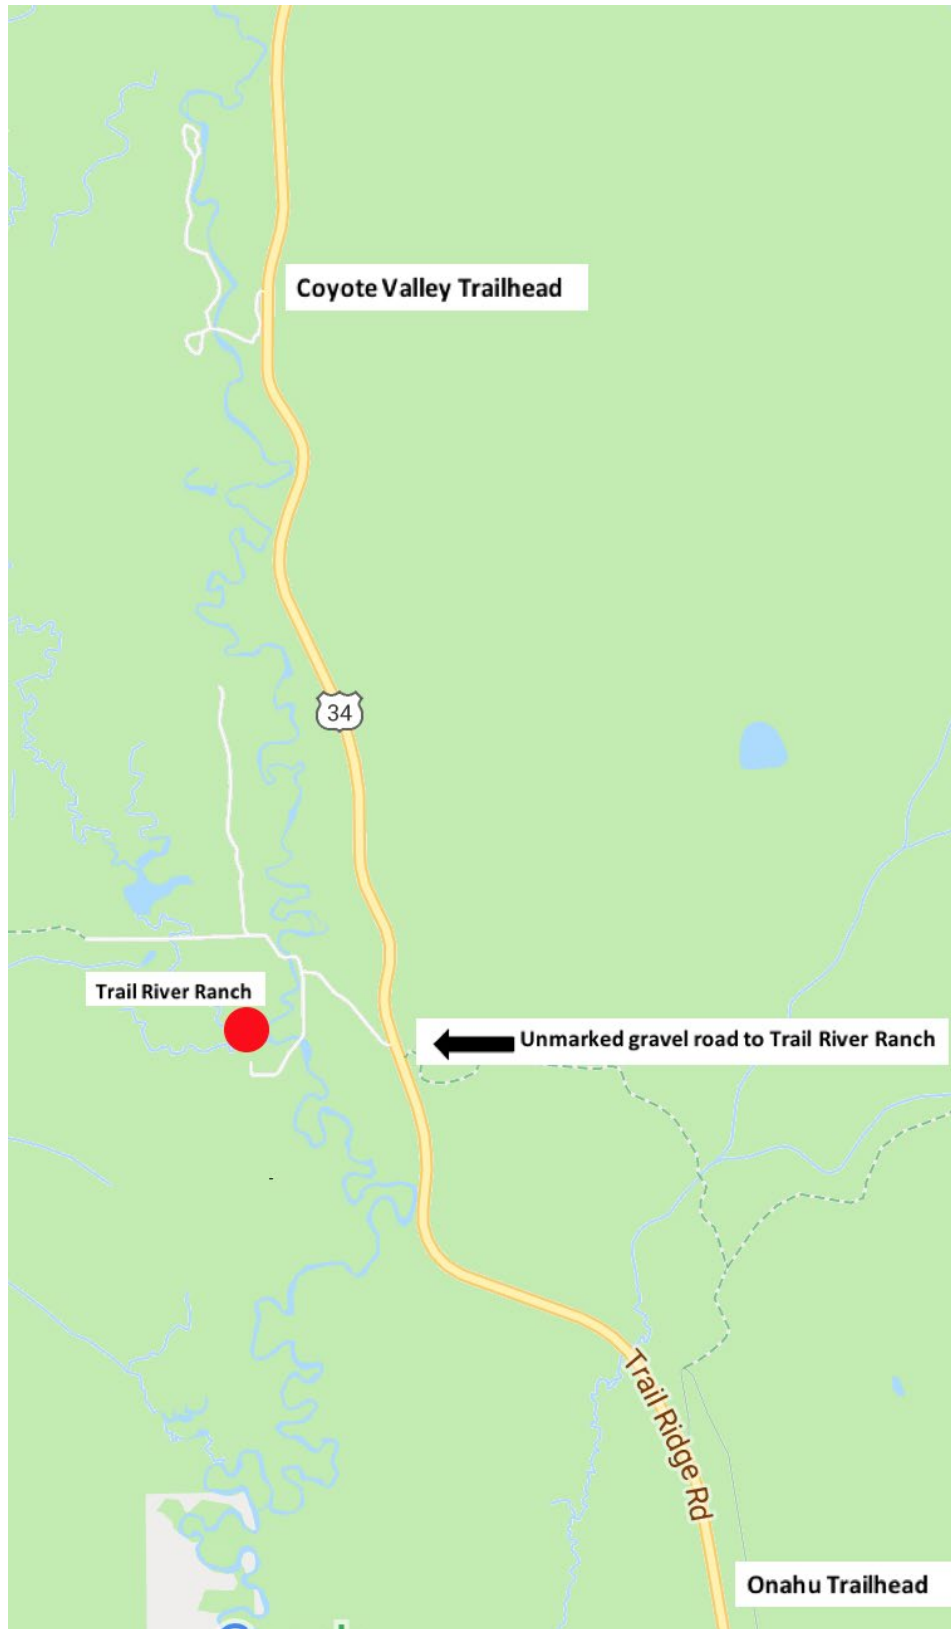 Coyote Valley Trailhead
34
Trail River Ranch
Unmarked gravel road to Trail River Ranch
Trail Ridge Rd
Onahu Trailhead